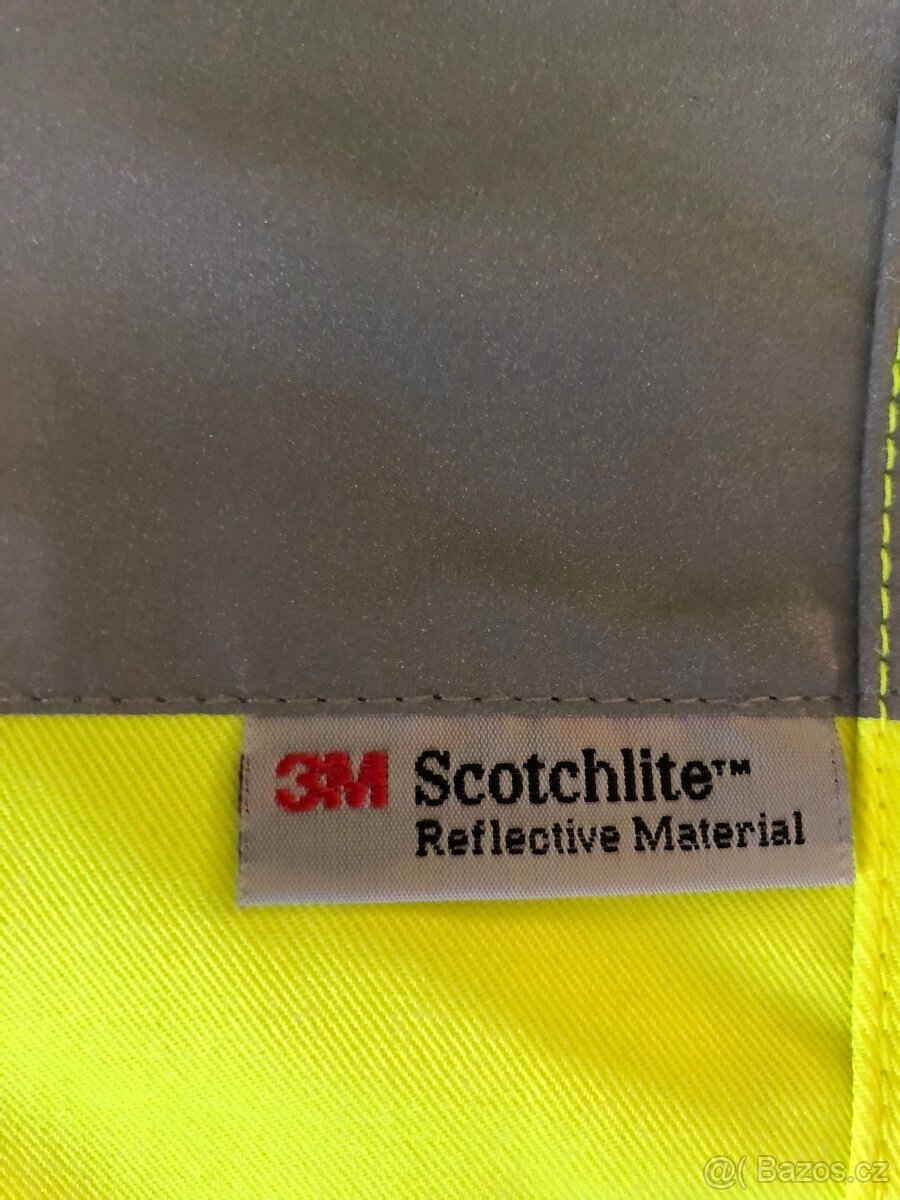 3M Scotchlite™
Reflective Material
@( Bazos.cz